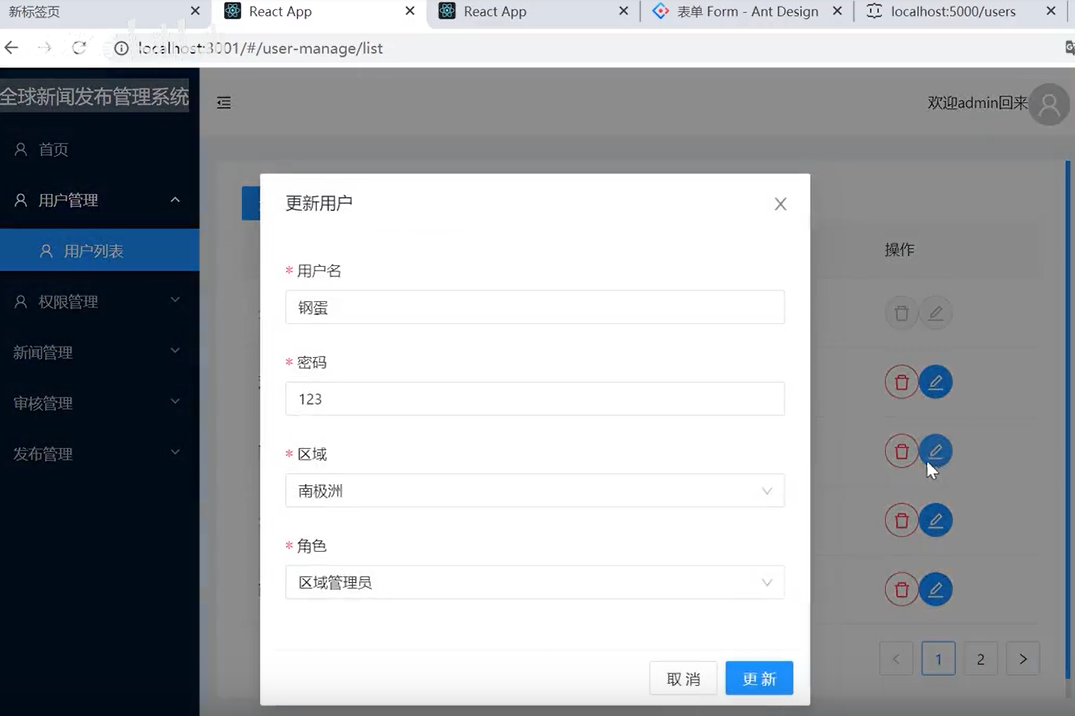 新标签页
React App
React App
表单 Form - Ant Design
localhost:5000/users
localhost:3001/#/user-manage/list
全球新闻发布管理系统
欢迎admin回来
首页
用户管理
用户列表
权限管理
新闻管理
审核管理
发布管理
操作
更新用户
* 用户名
钢蛋
* 密码
123
* 区域
南极洲
* 角色
区域管理员
取 消
更 新
1
2